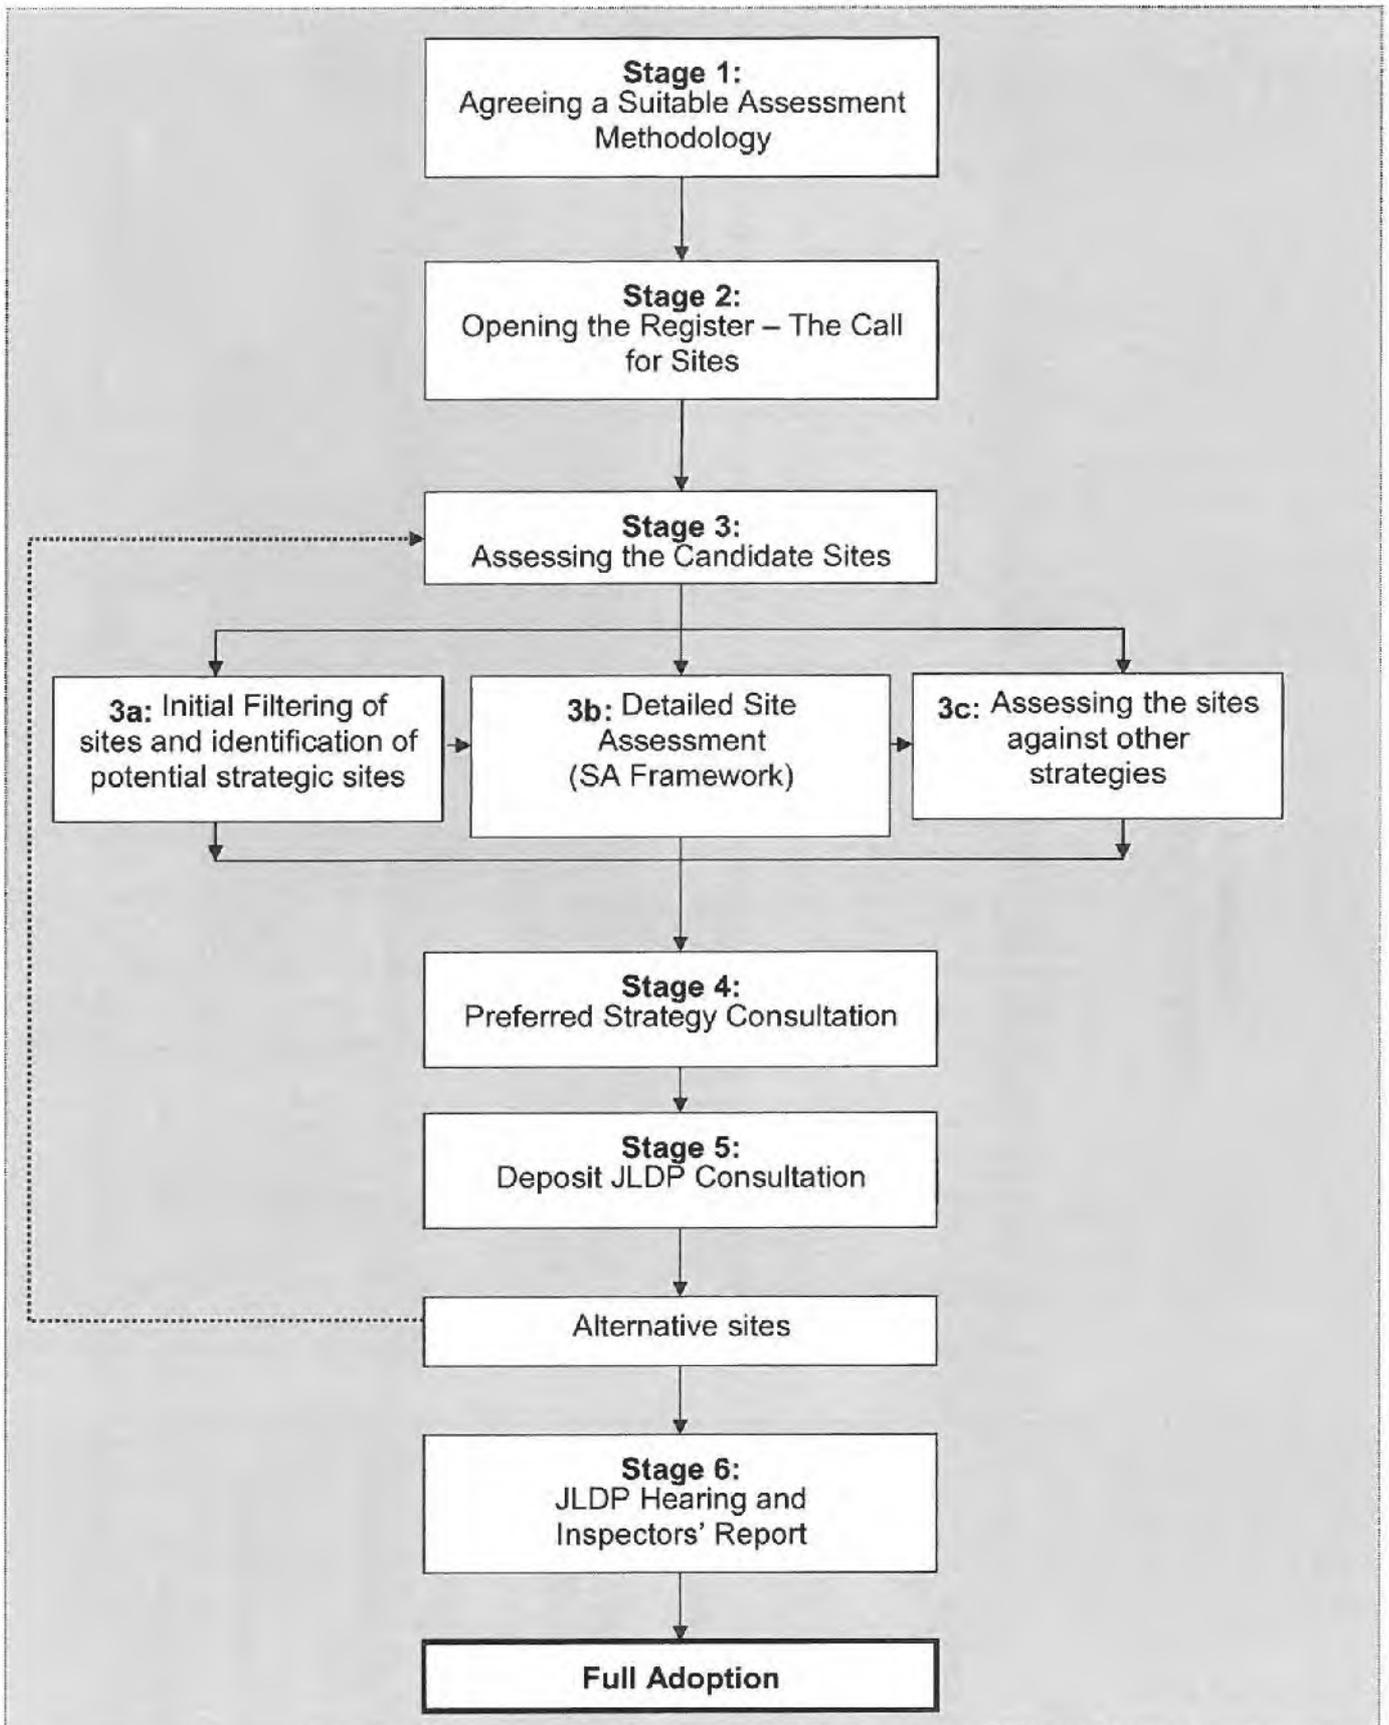 Stage 1:
Agreeing a Suitable Assessment
Methodology
Stage 2:
Opening the Register – The Call
for Sites
Stage 3:
Assessing the Candidate Sites
3a: Initial Filtering of
sites and identification of
potential strategic sites
3b: Detailed Site
Assessment
(SA Framework)
3c: Assessing the sites
against other
strategies
Stage 4:
Preferred Strategy Consultation
Stage 5:
Deposit JLDP Consultation
Alternative sites
Stage 6:
JLDP Hearing and
Inspectors’ Report
Full Adoption